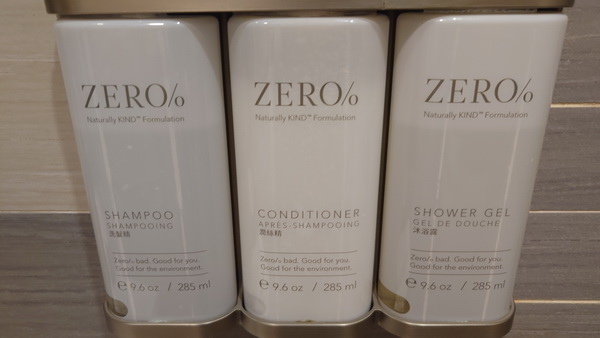 ZERO%
Naturally KIND™ Formulation
SHAMPOO
SHAMPOOING
洗髮精
Zero% bad. Good for you.
Good for the environment.
℮ 9.6 oz / 285 ml
ZERO%
Naturally KIND™ Formulation
CONDITIONER
APRÈS-SHAMPOOING
潤絲精
Zero% bad. Good for you.
Good for the environment.
℮ 9.6 oz / 285 ml
ZERO%
Naturally KIND™ Formulation
SHOWER GEL
GEL DE DOUCHE
沐浴露
Zero% bad. Good for you.
Good for the environment.
℮ 9.6 oz / 285 ml